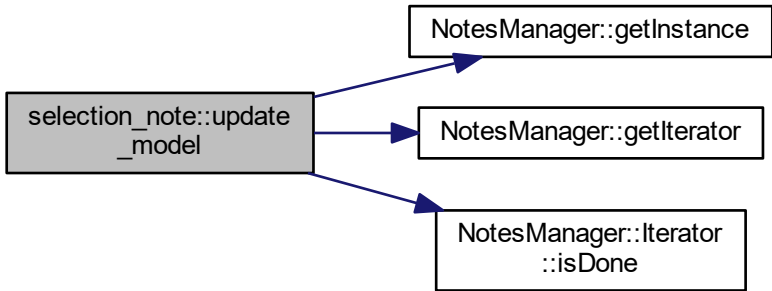 NotesManager::getInstance
selection_note::update
_model
NotesManager::getIterator
NotesManager::Iterator
::isDone